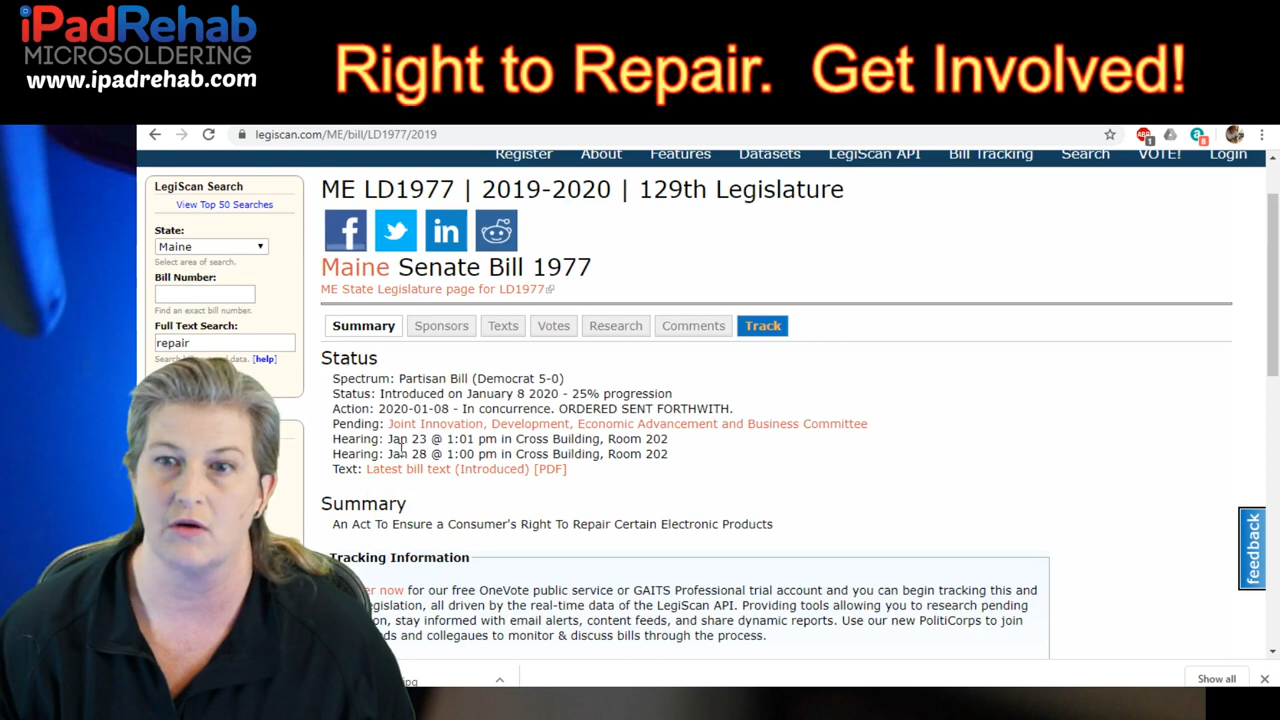 iPadRehab
MICROSOLDERING
www.ipadrehab.com
Right to Repair. Get Involved!
legiscan.com/ME/bill/LD1977/2019
Register About Features Datasets LegiScan API Bill Tracking Search VOTE! Login
LegiScan Search
View Top 50 Searches
State:
Maine
Select area of search.
Bill Number:
Find an exact bill number.
Full Text Search:
repair
Search data. [help]
ME LD1977 | 2019-2020 | 129th Legislature
Maine Senate Bill 1977
ME State Legislature page for LD1977
Summary Sponsors Texts Votes Research Comments Track
Status
Spectrum: Partisan Bill (Democrat 5-0)
Status: Introduced on January 8 2020 - 25% progression
Action: 2020-01-08 - In concurrence. ORDERED SENT FORTHWITH.
Pending: Joint Innovation, Development, Economic Advancement and Business Committee
Hearing: Jan 23 @ 1:01 pm in Cross Building, Room 202
Hearing: Jan 28 @ 1:00 pm in Cross Building, Room 202
Text: Latest bill text (Introduced) [PDF]
Summary
An Act To Ensure a Consumer's Right To Repair Certain Electronic Products
Tracking Information
now for our free OneVote public service or GAITS Professional trial account and you can begin tracking this and
all driven by the real-time data of the LegiScan API. Providing tools allowing you to research pending
stay informed with email alerts, content feeds, and share dynamic reports. Use our new PolitiCorps to join
and collegaues to monitor & discuss bills through the process.
feedback
Show all